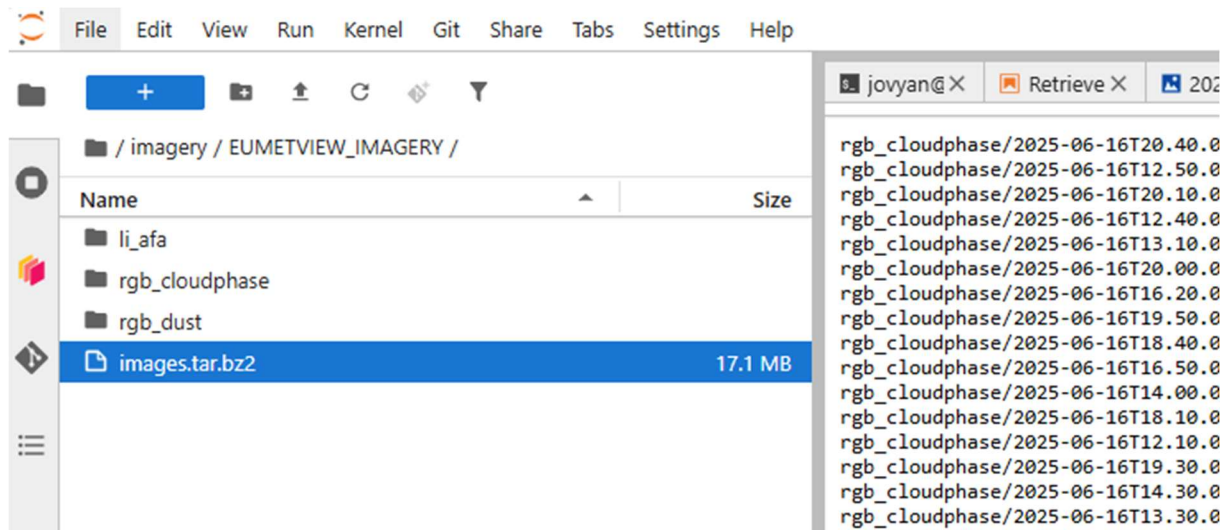 File Edit View Run Kernel Git Share Tabs Settings Help
+
/ imagery / EUMETVIEW_IMAGERY /
Name Size
li_afa
rgb_cloudphase
rgb_dust
images.tar.bz2 17.1 MB
$_ jovyan@ Retrieve 202
rgb_cloudphase/2025-06-16T20.40.0
rgb_cloudphase/2025-06-16T12.50.0
rgb_cloudphase/2025-06-16T20.10.0
rgb_cloudphase/2025-06-16T12.40.0
rgb_cloudphase/2025-06-16T13.10.0
rgb_cloudphase/2025-06-16T20.00.0
rgb_cloudphase/2025-06-16T16.20.0
rgb_cloudphase/2025-06-16T19.50.0
rgb_cloudphase/2025-06-16T18.40.0
rgb_cloudphase/2025-06-16T16.50.0
rgb_cloudphase/2025-06-16T14.00.0
rgb_cloudphase/2025-06-16T18.10.0
rgb_cloudphase/2025-06-16T12.10.0
rgb_cloudphase/2025-06-16T19.30.0
rgb_cloudphase/2025-06-16T14.30.0
rgb_cloudphase/2025-06-16T13.30.0